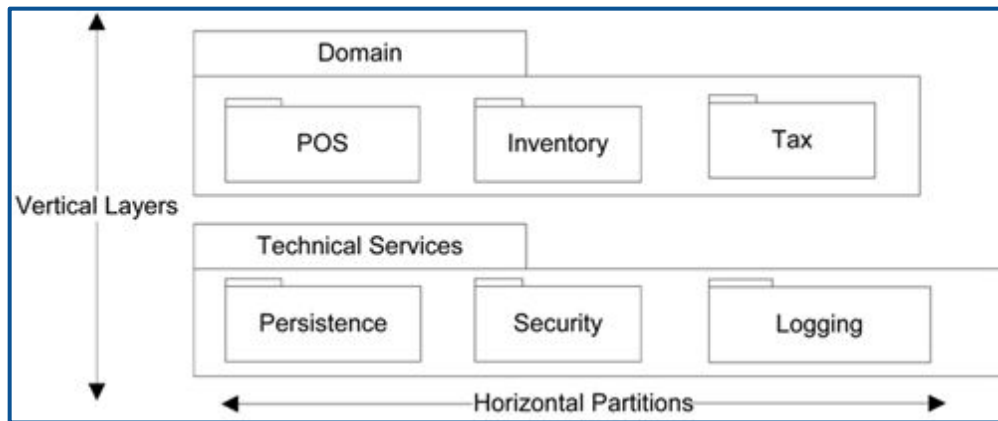 Domain
POS
Inventory
Tax
Vertical Layers
Technical Services
Persistence
Security
Logging
Horizontal Partitions